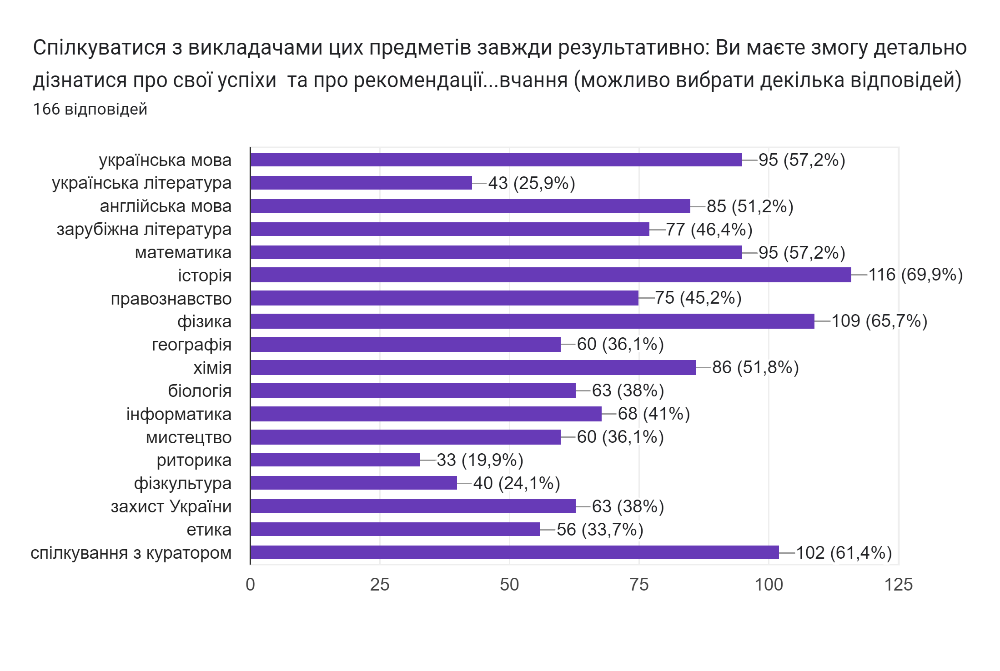 Спілкуватися з викладачами цих предметів завжди результативно: Ви маєте змогу детально
дізнатися про свої успіхи  та про рекомендації...вчання (можливо вибрати декілька відповідей)
166 відповідей
українська мова 95 (57,2%)
українська література 43 (25,9%)
англійська мова 85 (51,2%)
зарубіжна література 77 (46,4%)
математика 95 (57,2%)
історія 116 (69,9%)
правознавство 75 (45,2%)
фізика 109 (65,7%)
географія 60 (36,1%)
хімія 86 (51,8%)
біологія 63 (38%)
інформатика 68 (41%)
мистецтво 60 (36,1%)
риторика 33 (19,9%)
фізкультура 40 (24,1%)
захист України 63 (38%)
етика 56 (33,7%)
спілкування з куратором 102 (61,4%)
0 25 50 75 100 125